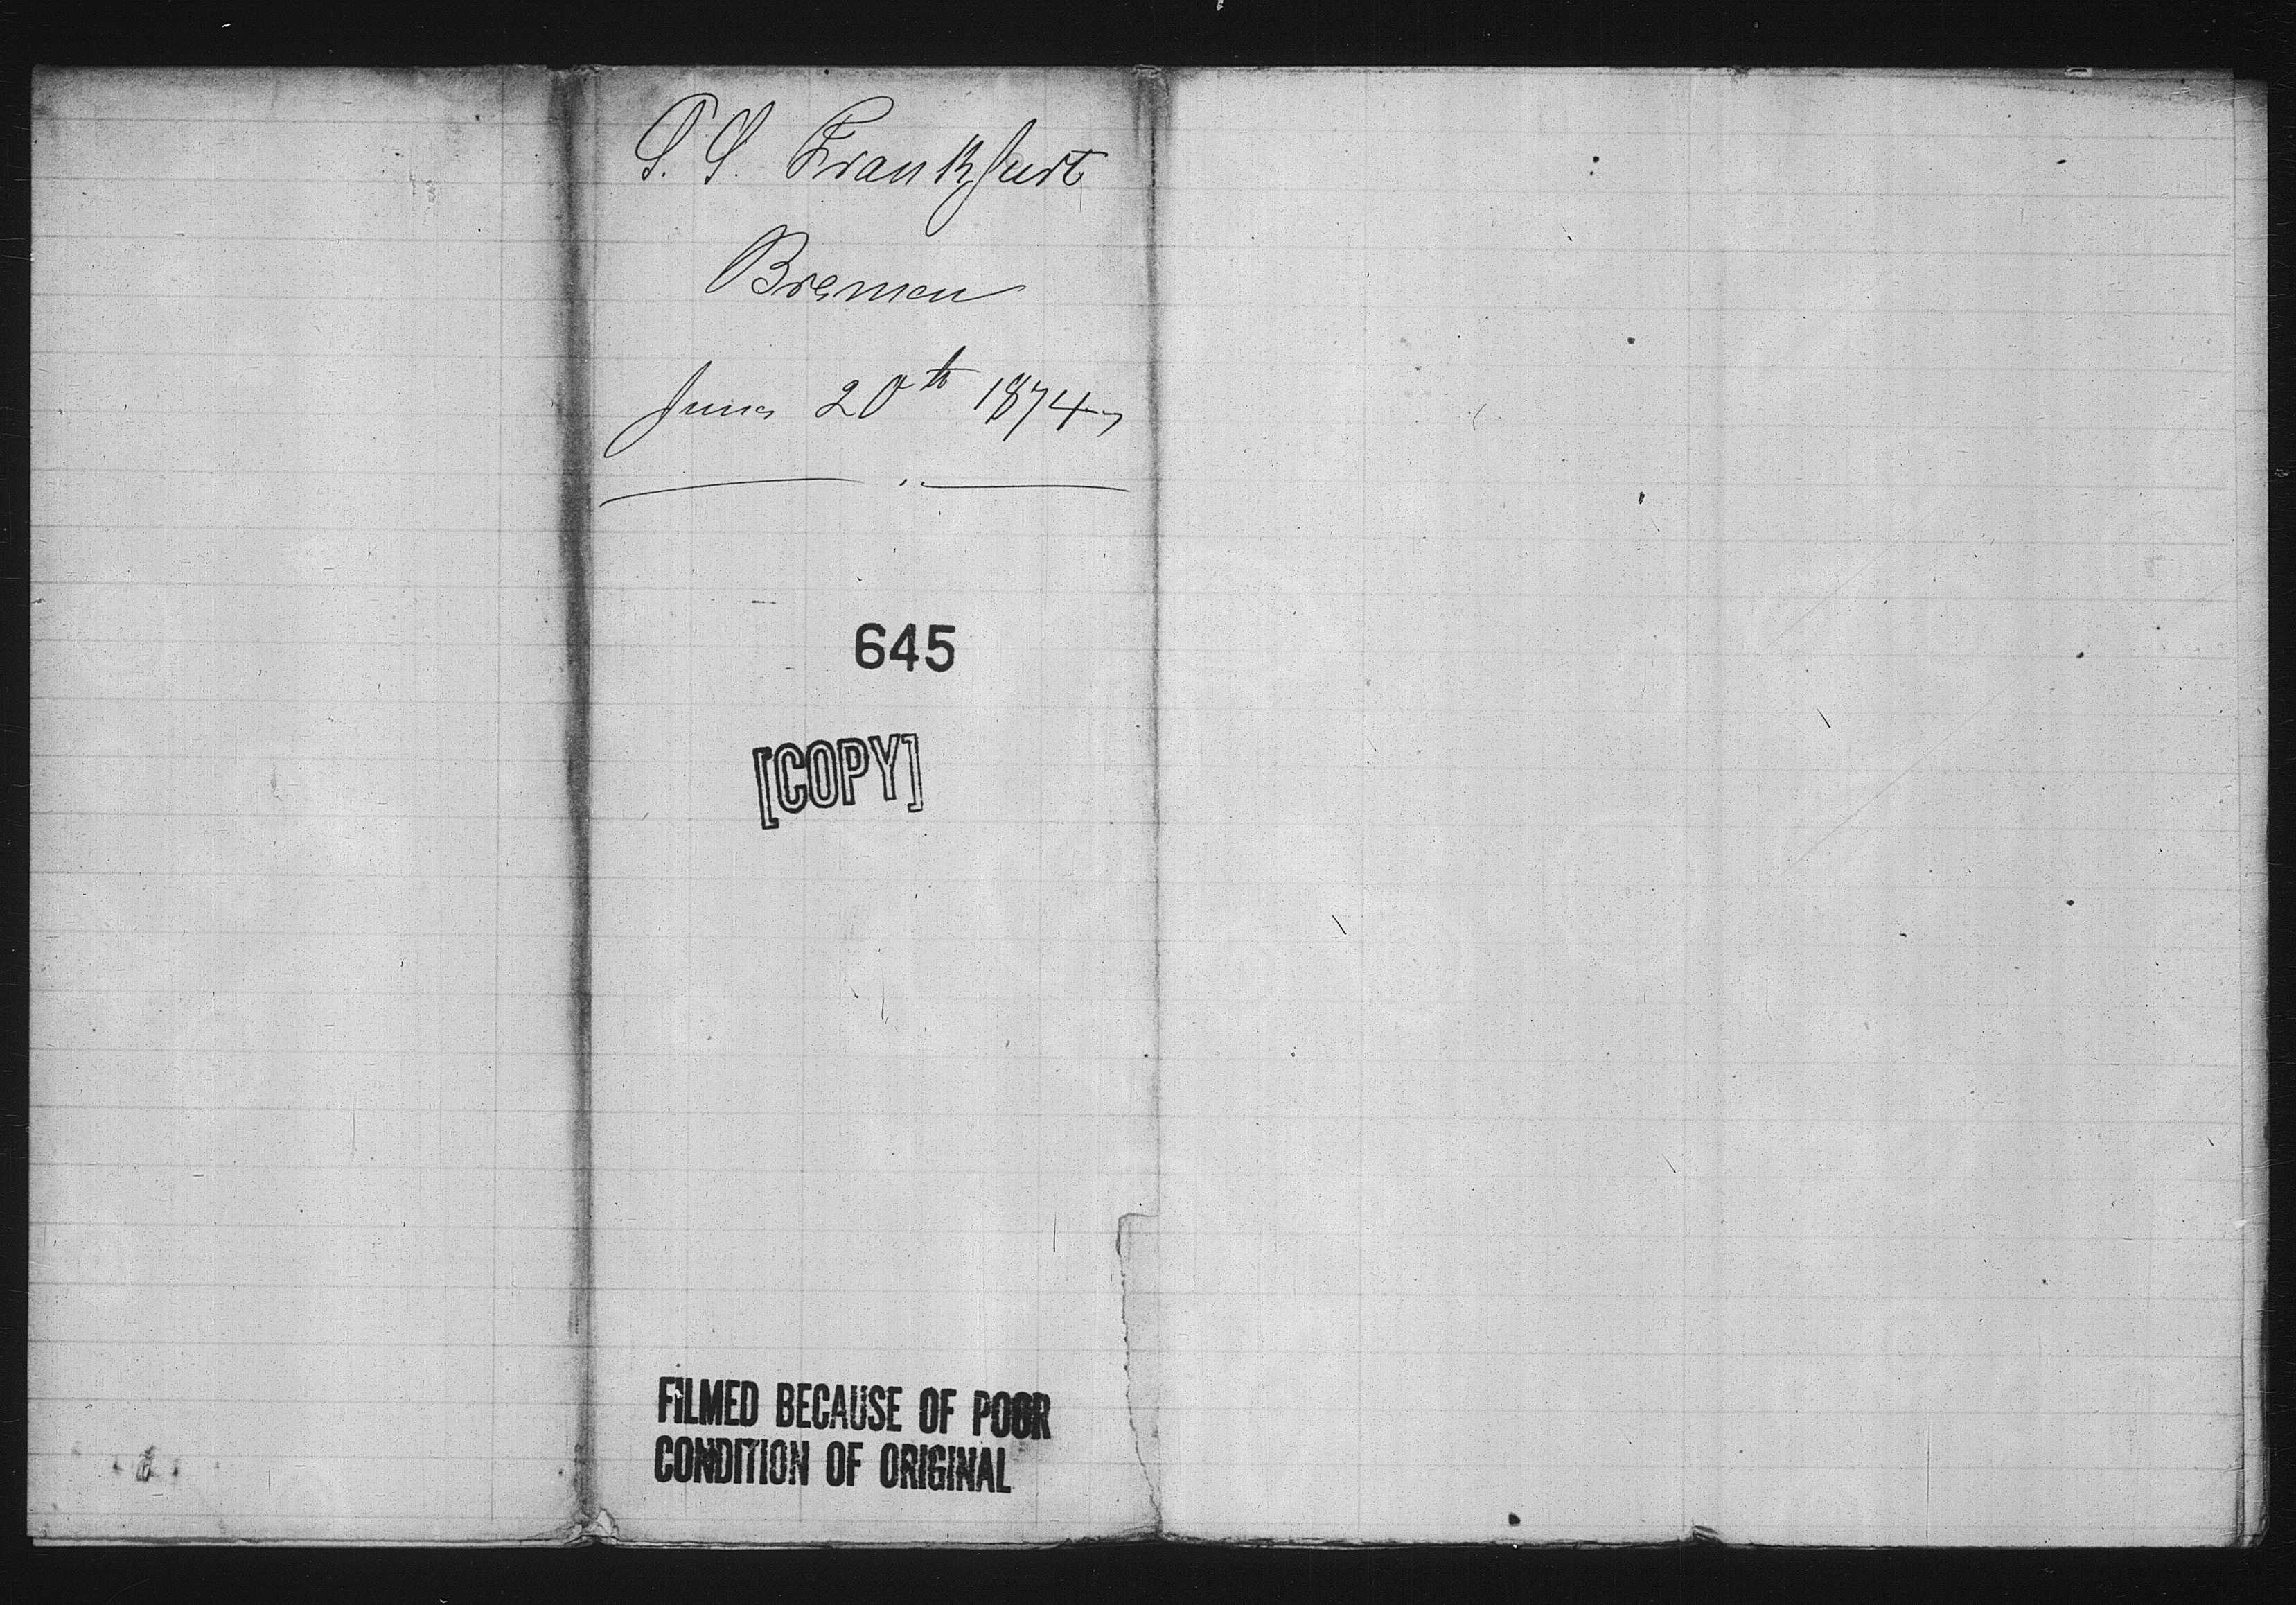 S. S. Frankfurt
Bremen
June 20th 1874
645
[COPY]
FILMED BECAUSE OF POOR
CONDITION OF ORIGINAL